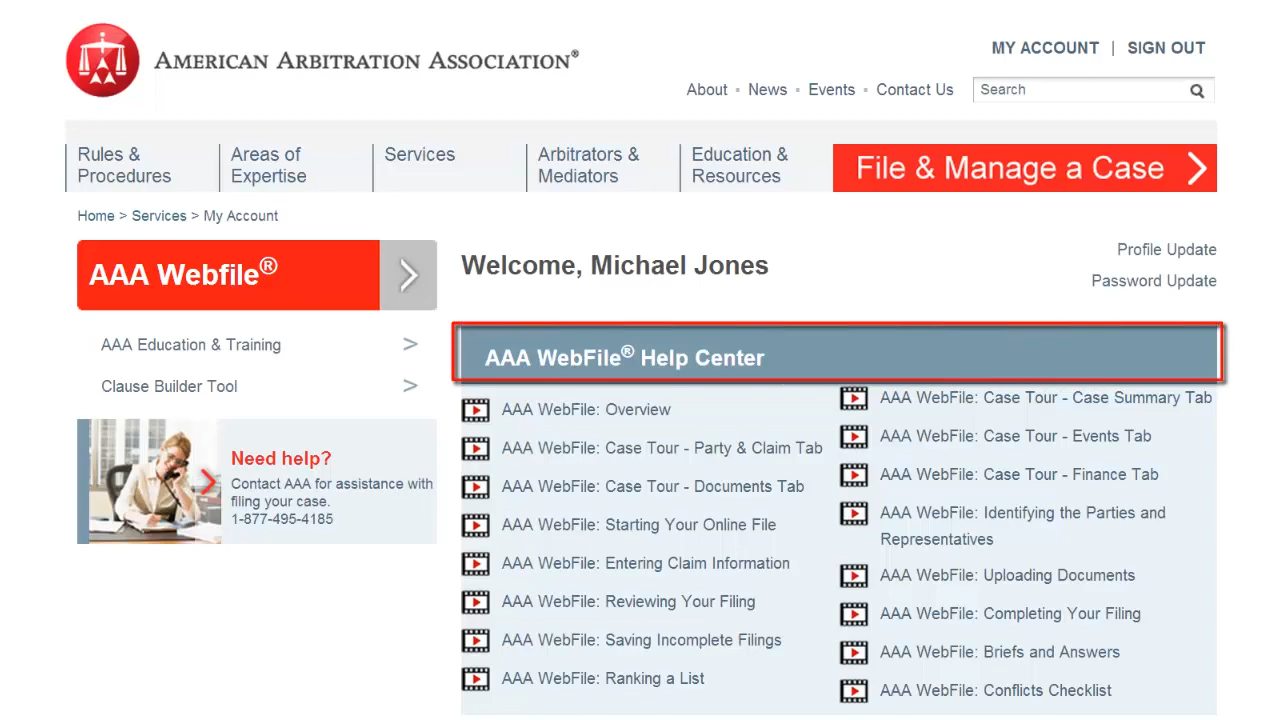 AMERICAN ARBITRATION ASSOCIATION®
MY ACCOUNT | SIGN OUT
About ▪ News ▪ Events ▪ Contact Us
Search
Rules &
Procedures
Areas of
Expertise
Services
Arbitrators &
Mediators
Education &
Resources
File & Manage a Case
Home > Services > My Account
AAA Webfile®
AAA Education & Training >
Clause Builder Tool >
Need help?
Contact AAA for assistance with
filing your case.
1-877-495-4185
Welcome, Michael Jones
Profile Update
Password Update
AAA WebFile® Help Center
AAA WebFile: Overview
AAA WebFile: Case Tour - Party & Claim Tab
AAA WebFile: Case Tour - Documents Tab
AAA WebFile: Starting Your Online File
AAA WebFile: Entering Claim Information
AAA WebFile: Reviewing Your Filing
AAA WebFile: Saving Incomplete Filings
AAA WebFile: Ranking a List
AAA WebFile: Case Tour - Case Summary Tab
AAA WebFile: Case Tour - Events Tab
AAA WebFile: Case Tour - Finance Tab
AAA WebFile: Identifying the Parties and
Representatives
AAA WebFile: Uploading Documents
AAA WebFile: Completing Your Filing
AAA WebFile: Briefs and Answers
AAA WebFile: Conflicts Checklist